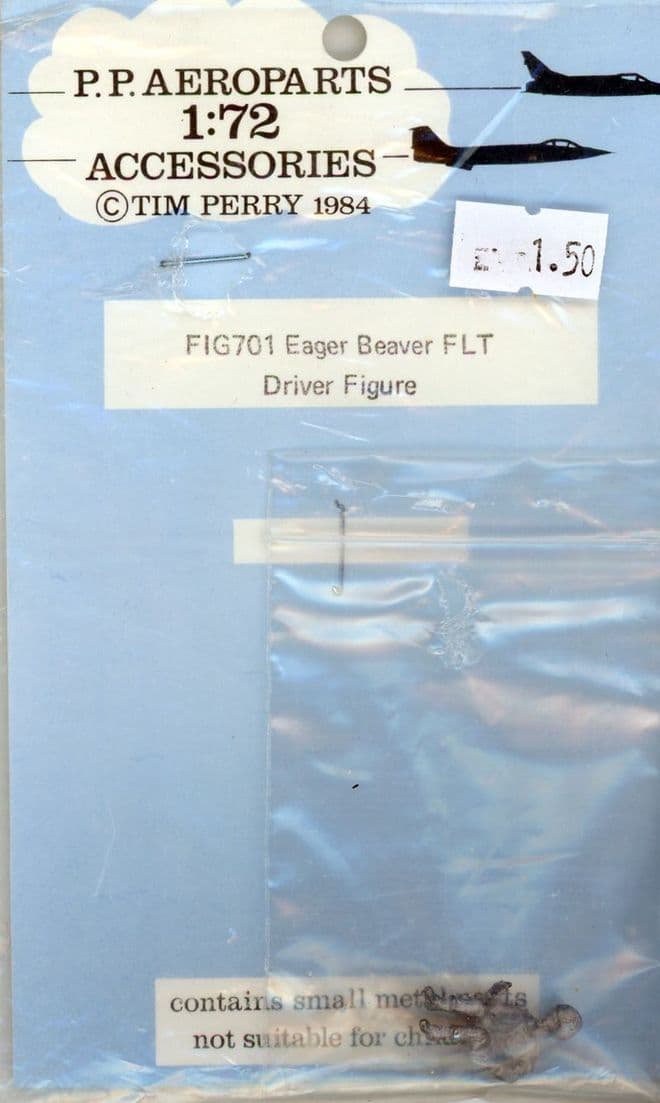 P.P. AEROPARTS
1:72
ACCESSORIES
© TIM PERRY 1984
1.50
FIG701 Eager Beaver FLT
Driver Figure
contains small
not suitable for